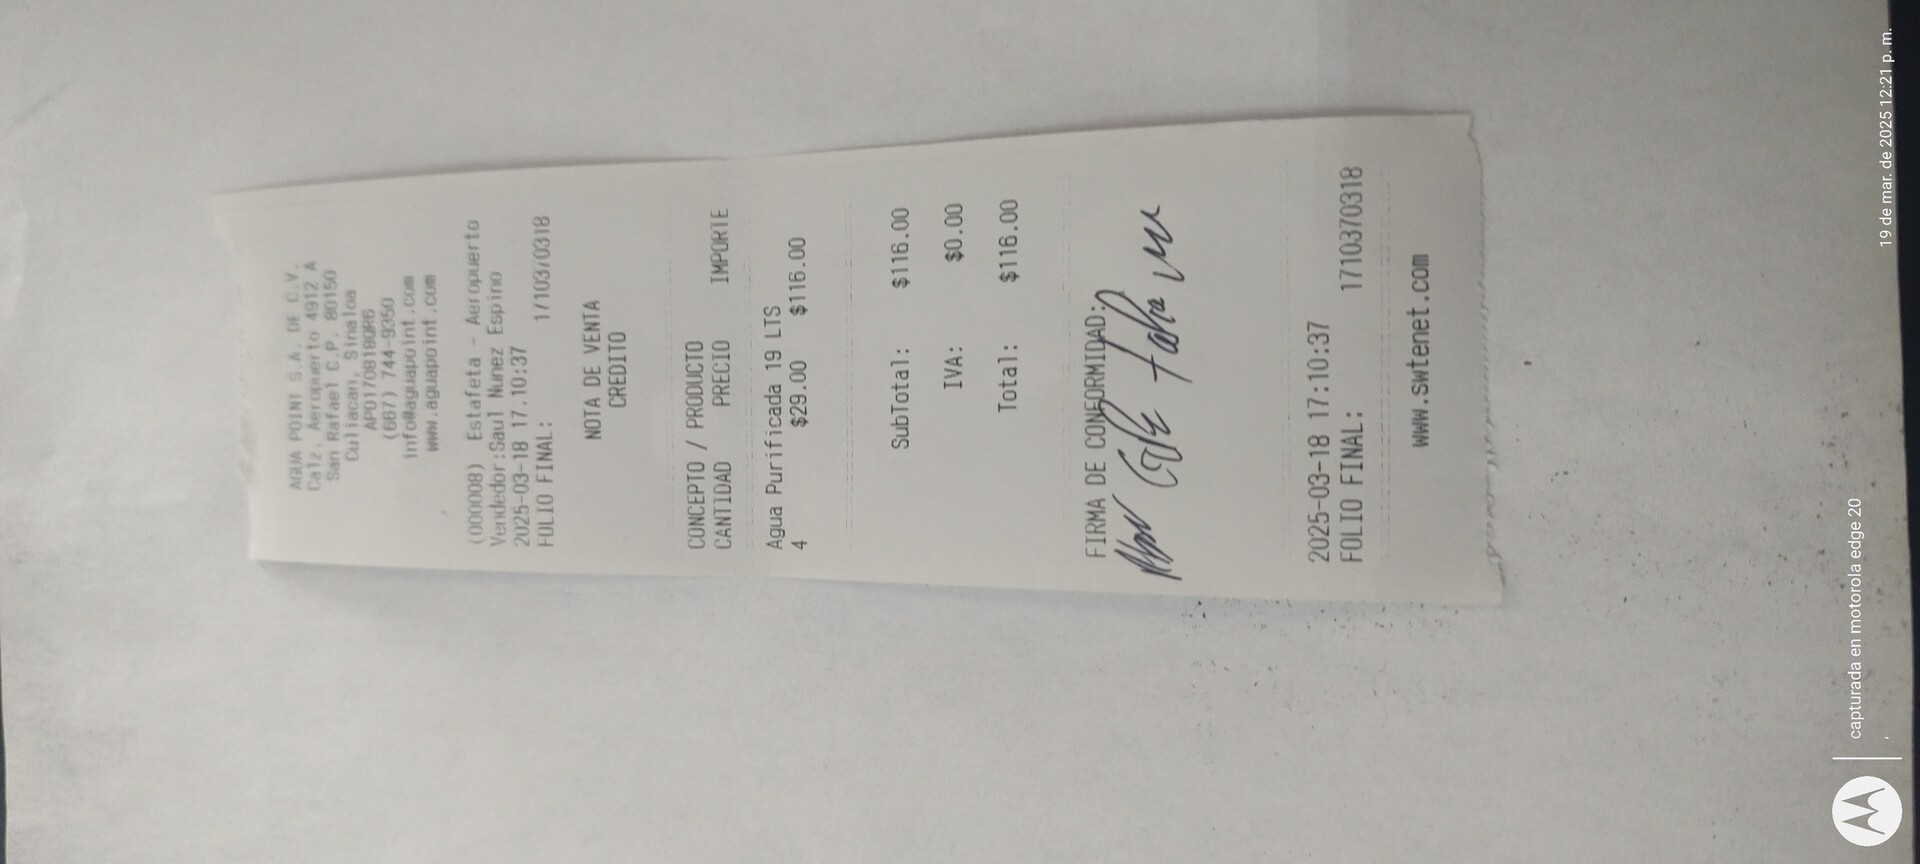 AGUA POINT S.A. DE C.V.
Calz. Aeropuerto 4912 A
San Rafael C.P. 80150
Culiacan, Sinaloa
APO170818QR6
(667) 744-9350
info@aguapoint.com
www.aguapoint.com
(000008) Estafeta - Aeropuerto
Vendedor:Saul Nunez Espino
2025-03-18 17:10:37
FOLIO FINAL: 1710370318
NOTA DE VENTA
CREDITO
CONCEPTO / PRODUCTO
CANTIDAD PRECIO IMPORTE
Agua Purificada 19 LTS
4 $29.00 $116.00
SubTotal: $116.00
IVA: $0.00
Total: $116.00
FIRMA DE CONFORMIDAD:
2025-03-18 17:10:37
FOLIO FINAL: 1710370318
www.swtenet.com
capturada en motorola edge 20
19 de mar. de 2025 12:21 p. m.